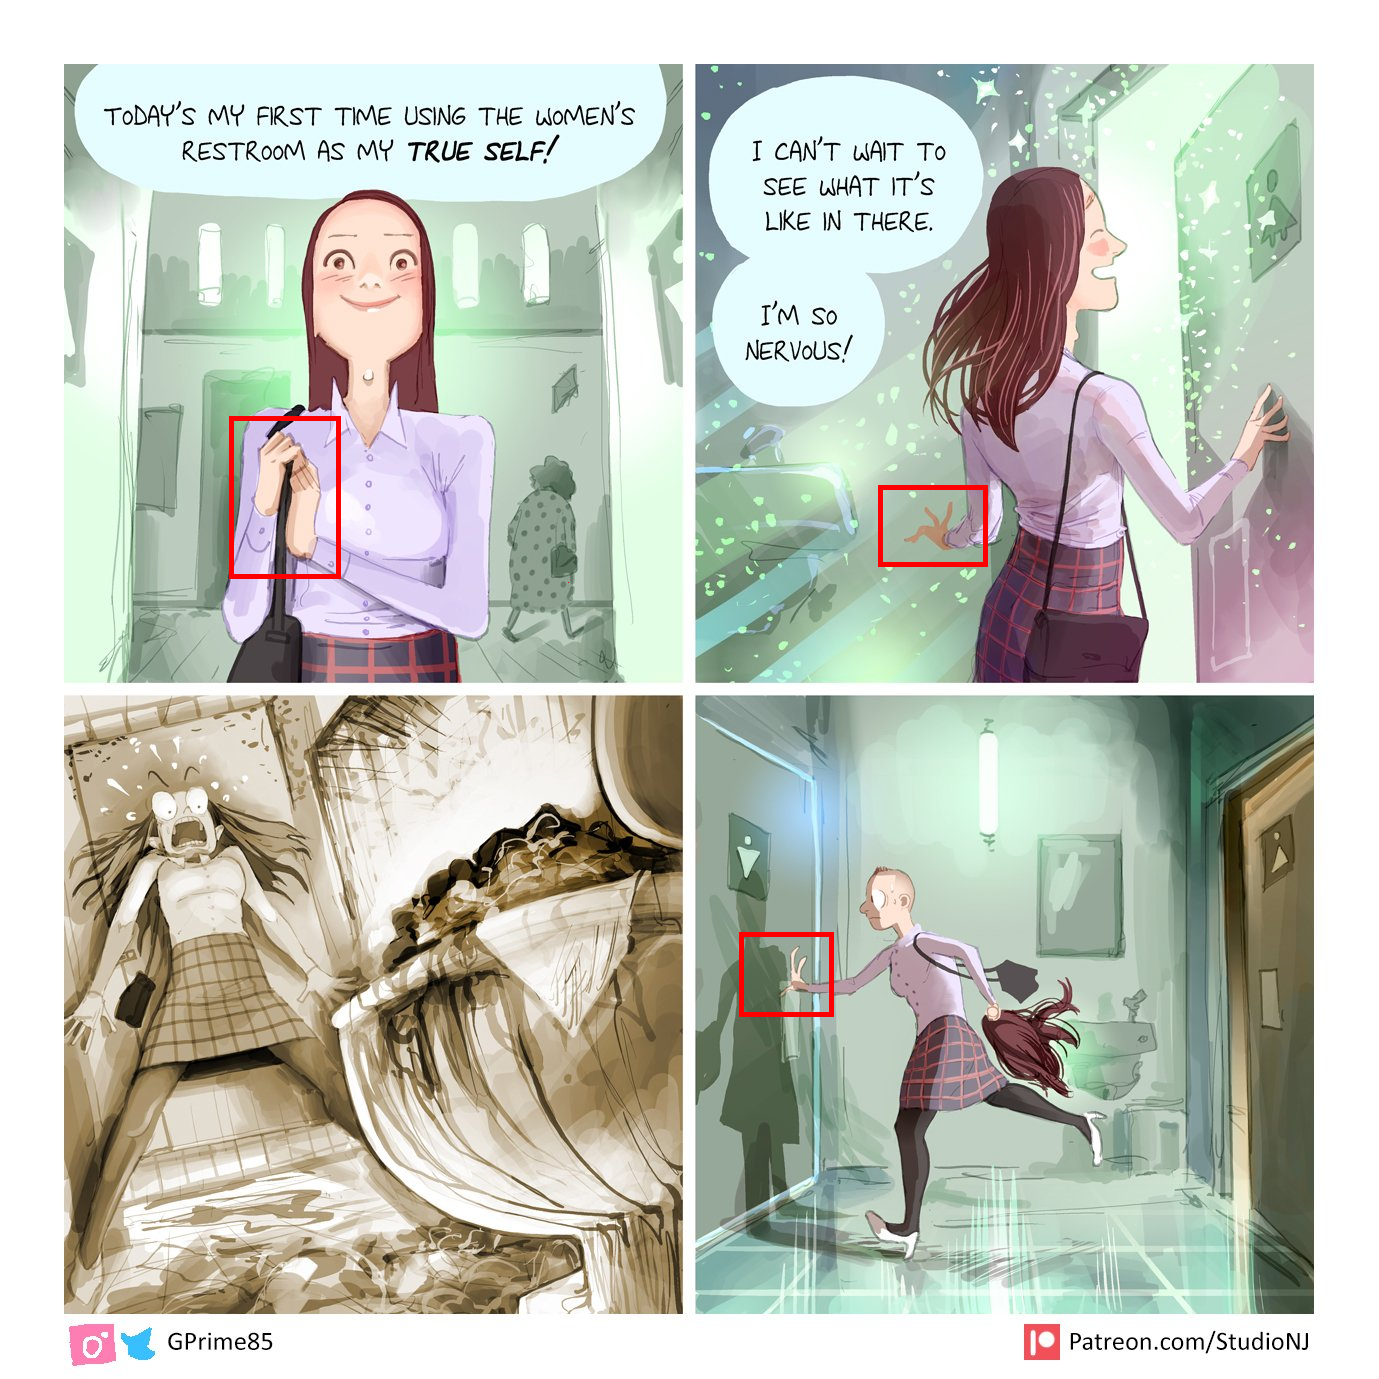 TODAY'S MY FIRST TIME USING THE WOMEN'S
RESTROOM AS MY TRUE SELF!
I CAN'T WAIT TO
SEE WHAT IT'S
LIKE IN THERE.
I'M SO
NERVOUS!
GPrime85
Patreon.com/StudioNJ